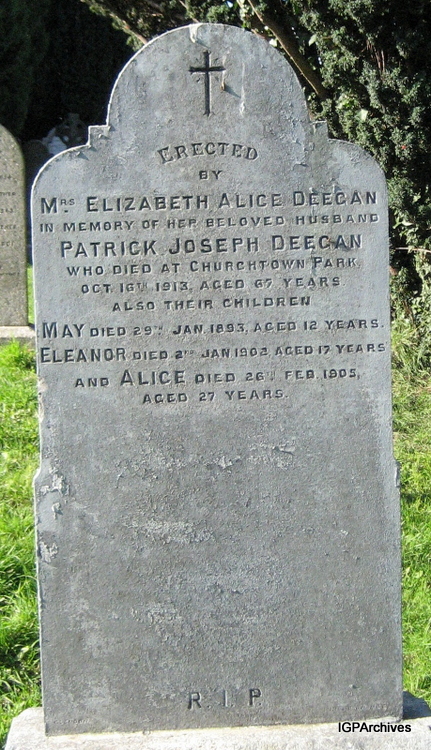 ERECTED
BY
Mrs ELIZABETH ALICE DEEGAN
IN MEMORY OF HER BELOVED HUSBAND
PATRICK JOSEPH DEEGAN
WHO DIED AT CHURCHTOWN PARK,
OCT. 16TH 1913, AGED 67 YEARS
ALSO THEIR CHILDREN
MAY DIED 29TH JAN. 1893, AGED 12 YEARS.
ELEANOR DIED 2ND JAN 1902 AGED 17 YEARS
AND ALICE DIED 26TH FEB. 1905,
AGED 27 YEARS.
R.I.P.
IGPArchives